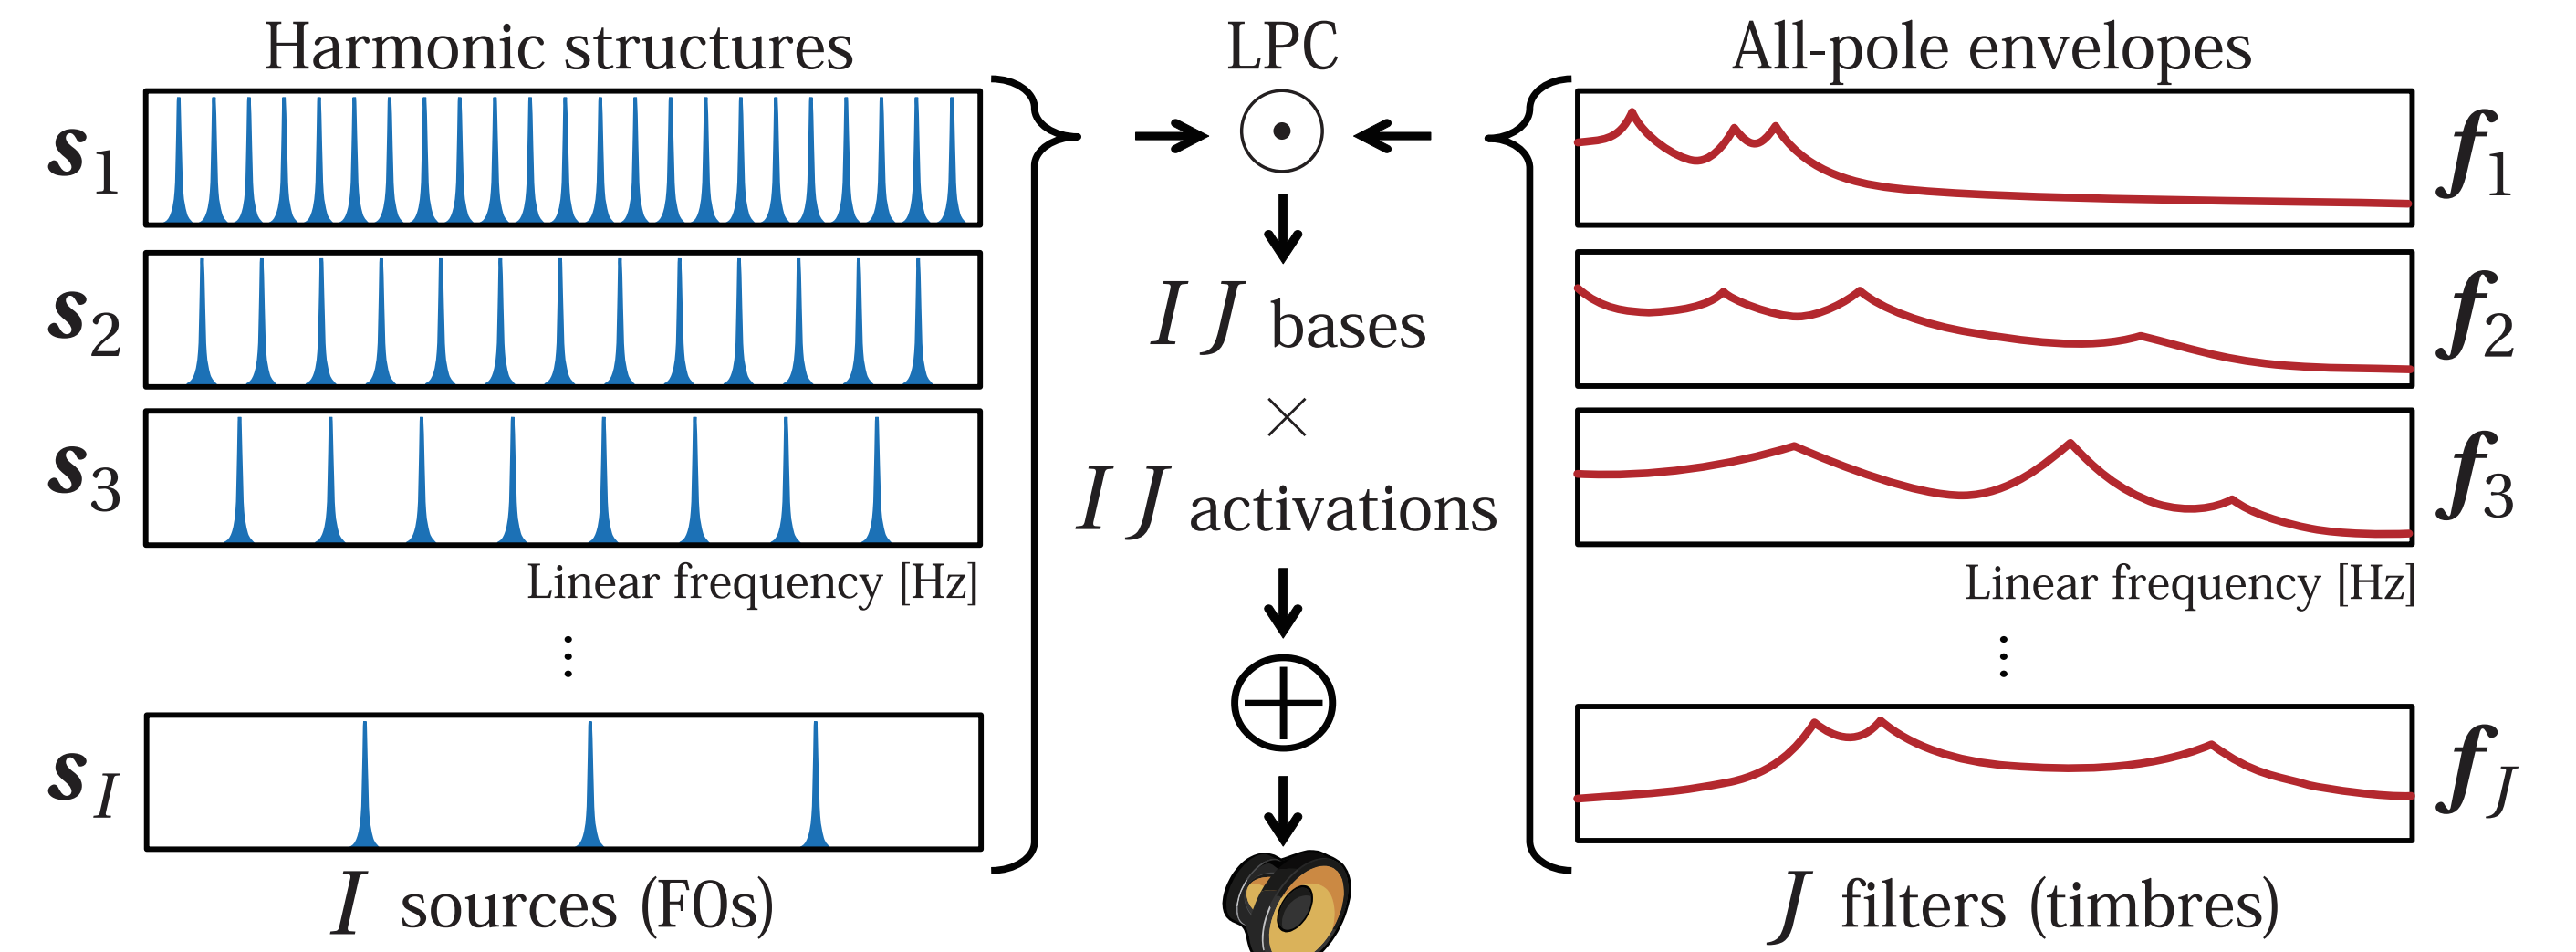 Harmonic structures
s1
s2
s3
Linear frequency [Hz]
⋮
sI
I sources (F0s)
LPC
⊙
I J bases
×
I J activations
⊕
All-pole envelopes
f1
f2
f3
Linear frequency [Hz]
⋮
fJ
J filters (timbres)